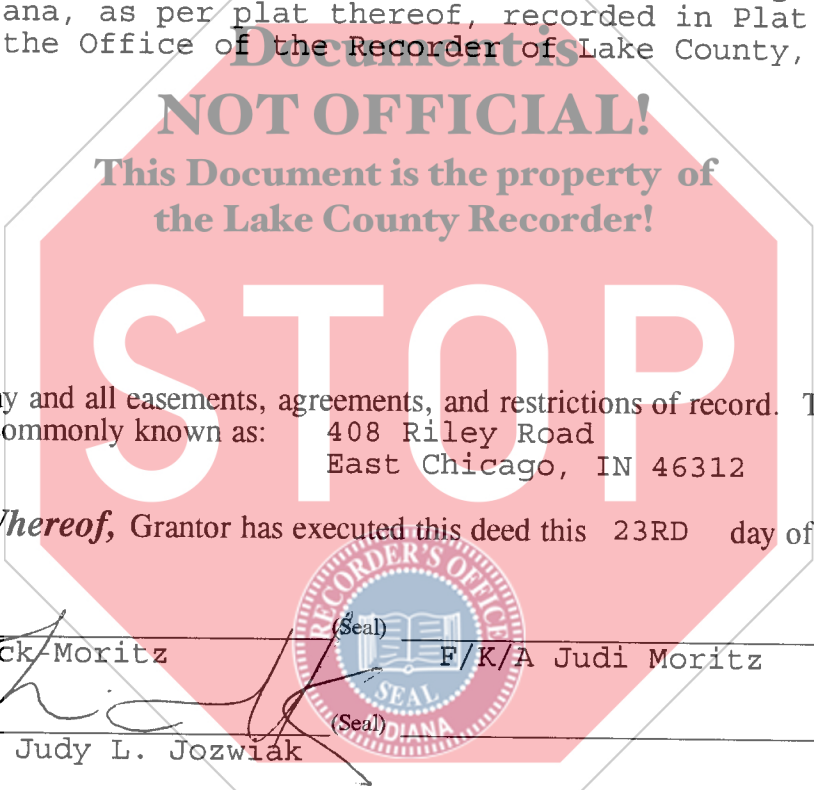 ana, as per plat thereof, recorded in Plat
the Office of the Recorder of Lake County,
Document is
NOT OFFICIAL!
This Document is the property of
the Lake County Recorder!
STOP
ny and all easements, agreements, and restrictions of record. T
ommonly known as: 408 Riley Road
East Chicago, IN 46312
Whereof, Grantor has executed this deed this 23RD day of
RECORDER'S OFFICE
(Seal)
ck-Moritz F/K/A Judi Moritz
SEAL
(Seal)
INDIANA
Judy L. Jozwiak